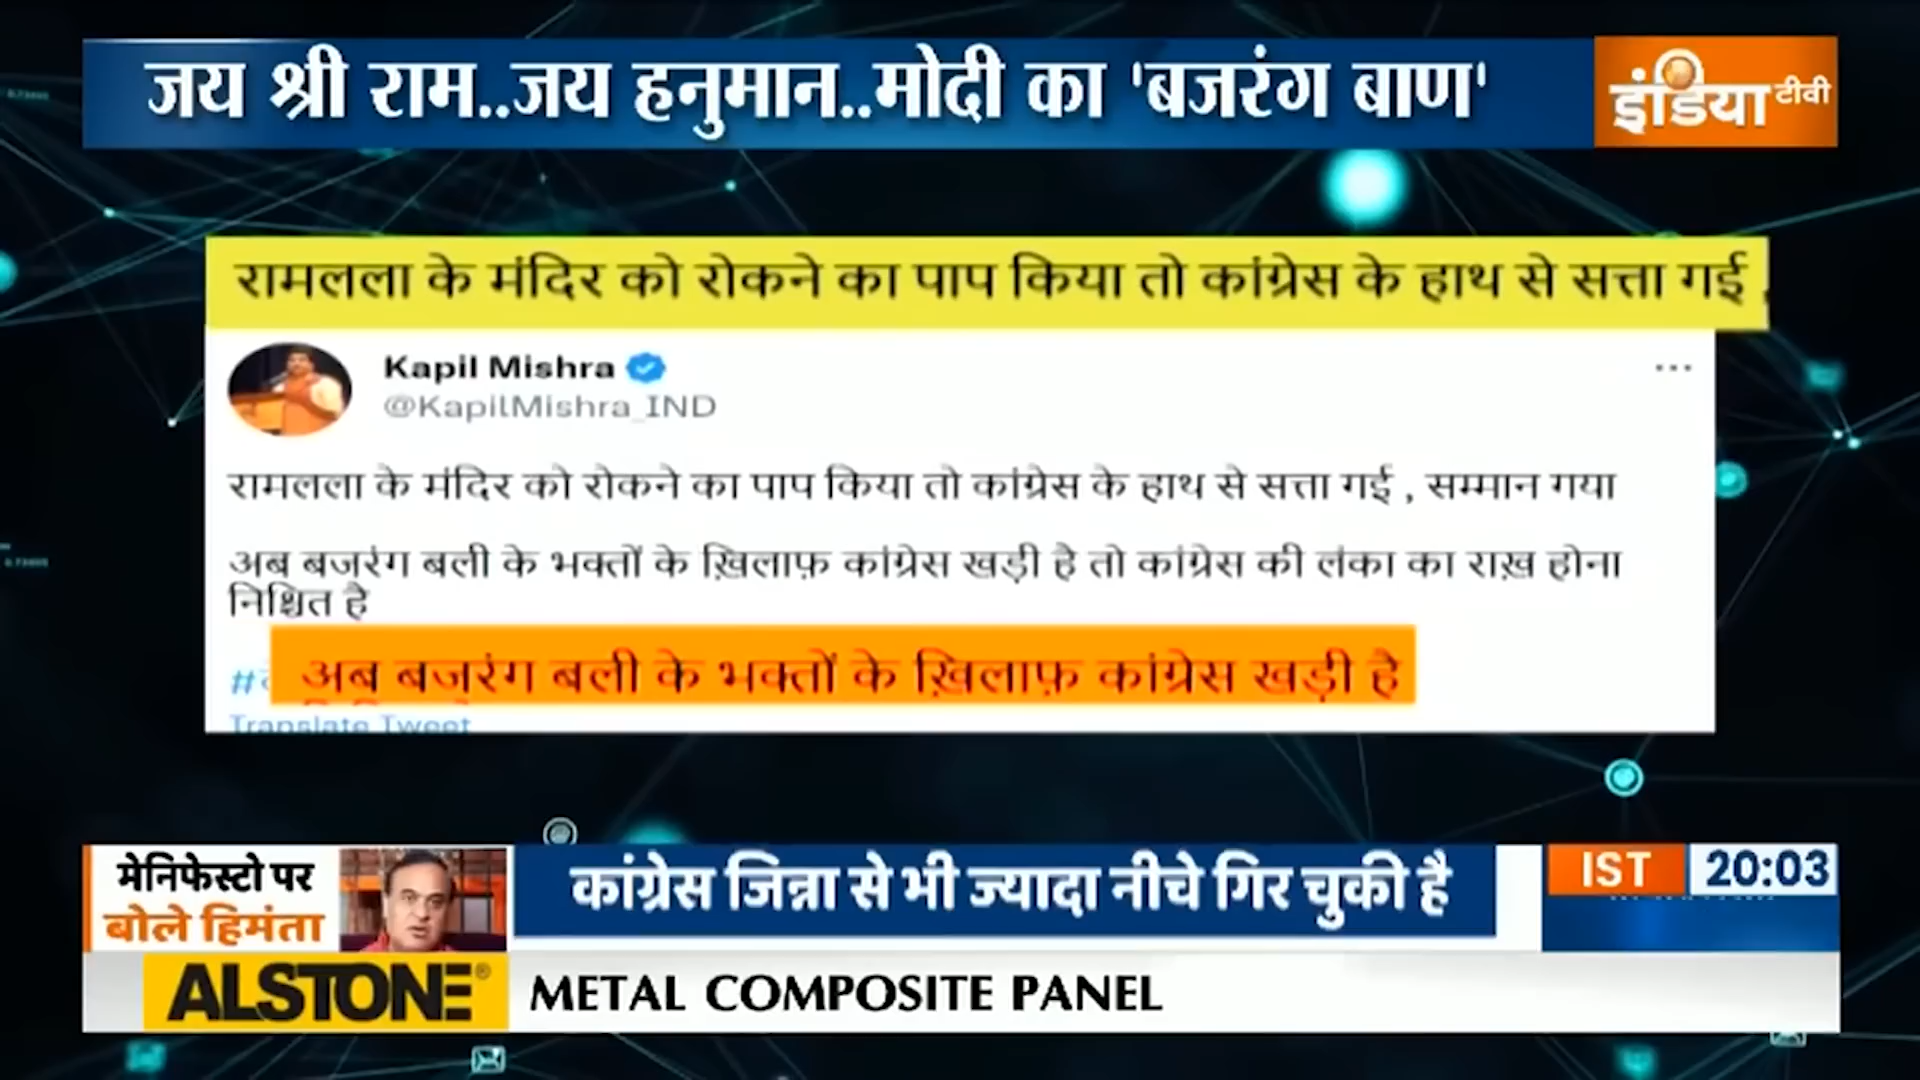 जय श्री राम..जय हनुमान..मोदी का 'बजरंग बाण'
इंडिया टीवी
रामलला के मंदिर को रोकने का पाप किया तो कांग्रेस के हाथ से सत्ता गई ,
Kapil Mishra
@KapilMishra_IND
रामलला के मंदिर को रोकने का पाप किया तो कांग्रेस के हाथ से सत्ता गई , सम्मान गया
अब बजरंग बली के भक्तों के ख़िलाफ़ कांग्रेस खड़ी है तो कांग्रेस की लंका का राख़ होना
निश्चित है
अब बजरंग बली के भक्तों के ख़िलाफ़ कांग्रेस खड़ी है
Translate Tweet
मेनिफेस्टो पर
बोले हिमंता
कांग्रेस जिन्ना से भी ज्यादा नीचे गिर चुकी है
IST 20:03
ALSTONE®
METAL COMPOSITE PANEL